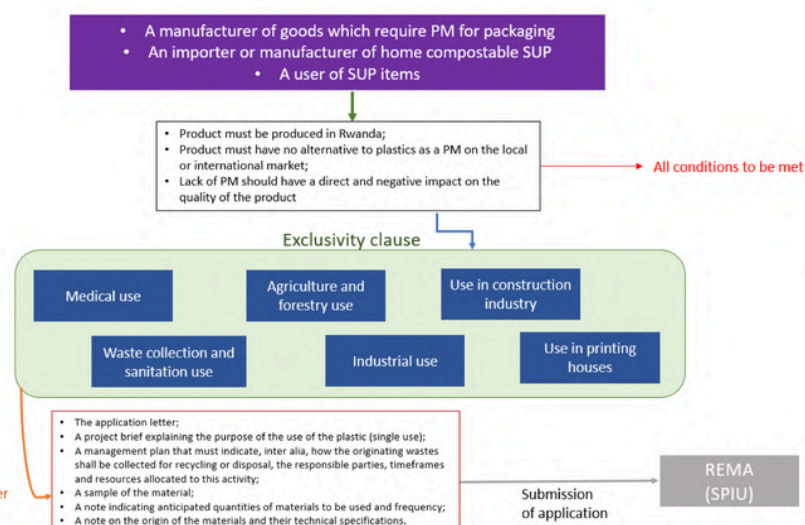 • A manufacturer of goods which require PM for packaging
• An importer or manufacturer of home compostable SUP
• A user of SUP items
• Product must be produced in Rwanda;
• Product must have no alternative to plastics as a PM on the local
or international market;
• Lack of PM should have a direct and negative impact on the
quality of the product
All conditions to be met
Exclusivity clause
Medical use
Agriculture and
forestry use
Use in construction
industry
Waste collection and
sanitation use
Industrial use
Use in printing
houses
• The application letter;
• A project brief explaining the purpose of the use of the plastic (single use);
• A management plan that must indicate, inter alia, how the originating wastes
shall be collected for recycling or disposal, the responsible parties, timeframes
and resources allocated to this activity;
• A sample of the material;
• A note indicating anticipated quantities of materials to be used and frequency;
• A note on the origin of the materials and their technical specifications.
Submission
of application
REMA
(SPIU)